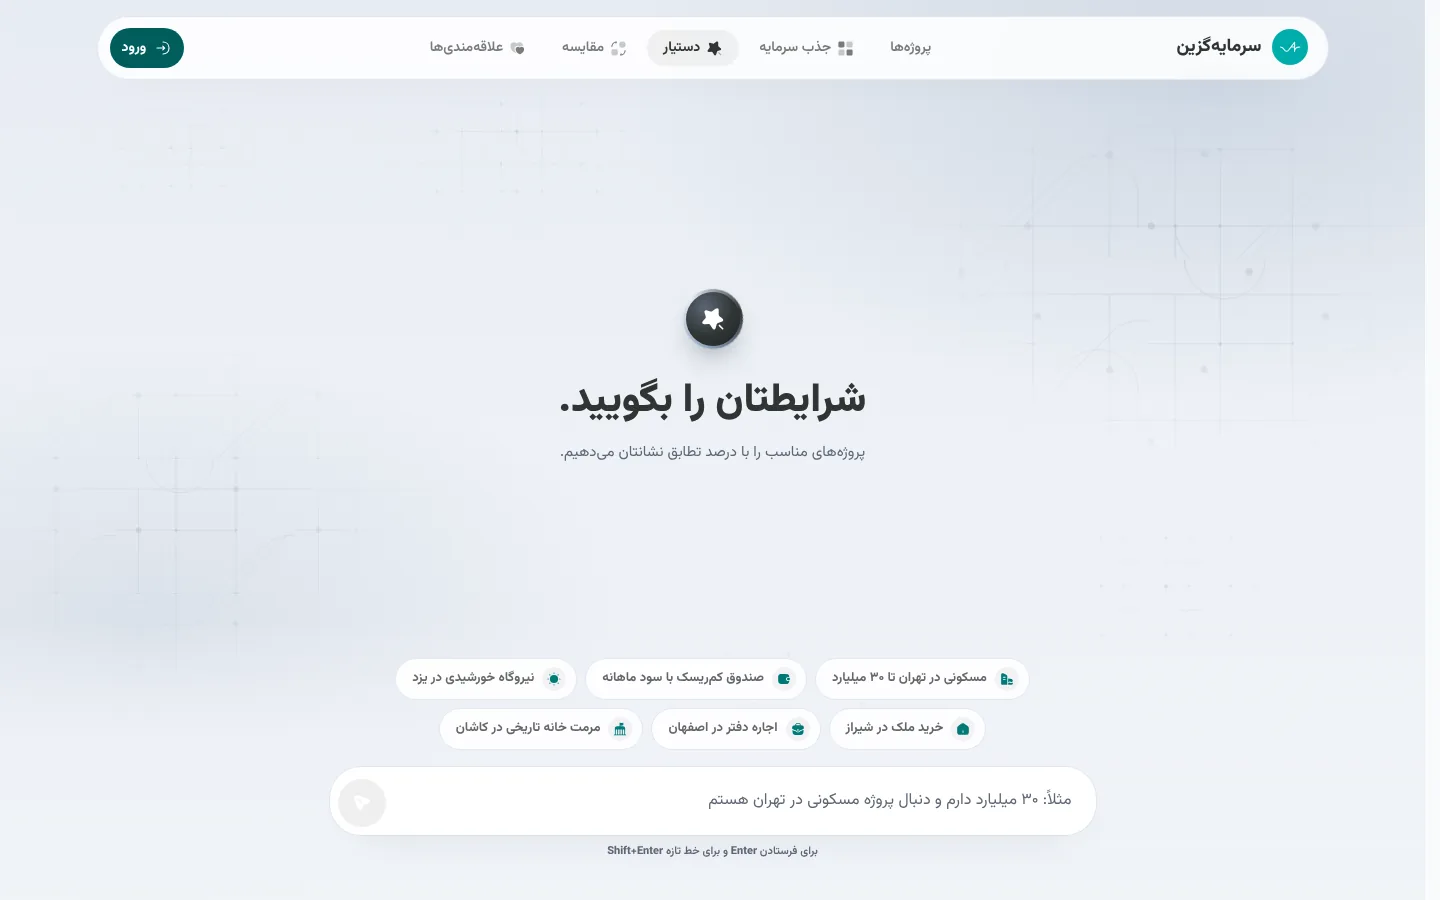 سرمایه‌گزین
پروژه‌ها
جذب سرمایه
دستیار
مقایسه
علاقه‌مندی‌ها
ورود
شرایطتان را بگویید.
پروژه‌های مناسب را با درصد تطابق نشانتان می‌دهیم.
مسکونی در تهران تا ۳۰ میلیارد
صندوق کم‌ریسک با سود ماهانه
نیروگاه خورشیدی در یزد
خرید ملک در شیراز
اجاره دفتر در اصفهان
مرمت خانه تاریخی در کاشان
مثلاً: ۳۰ میلیارد دارم و دنبال پروژه مسکونی در تهران هستم
برای فرستادن Enter و برای خط تازه Shift+Enter